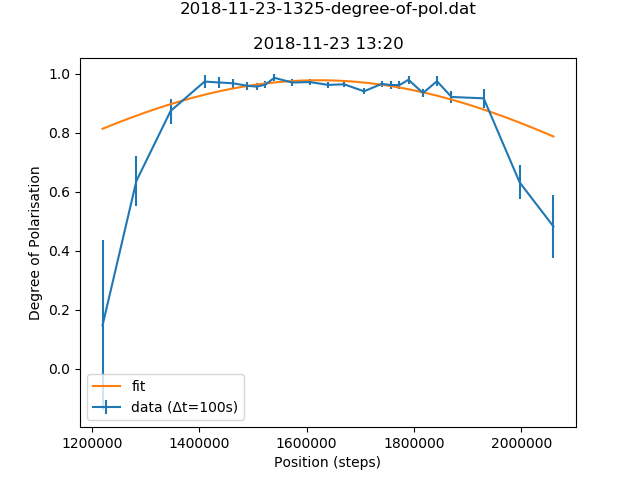 2018-11-23-1325-degree-of-pol.dat
2018-11-23 13:20
1.0
0.8
0.6
0.4
0.2
0.0
Degree of Polarisation
fit
data (Δt=100s)
1200000 1400000 1600000 1800000 2000000
Position (steps)